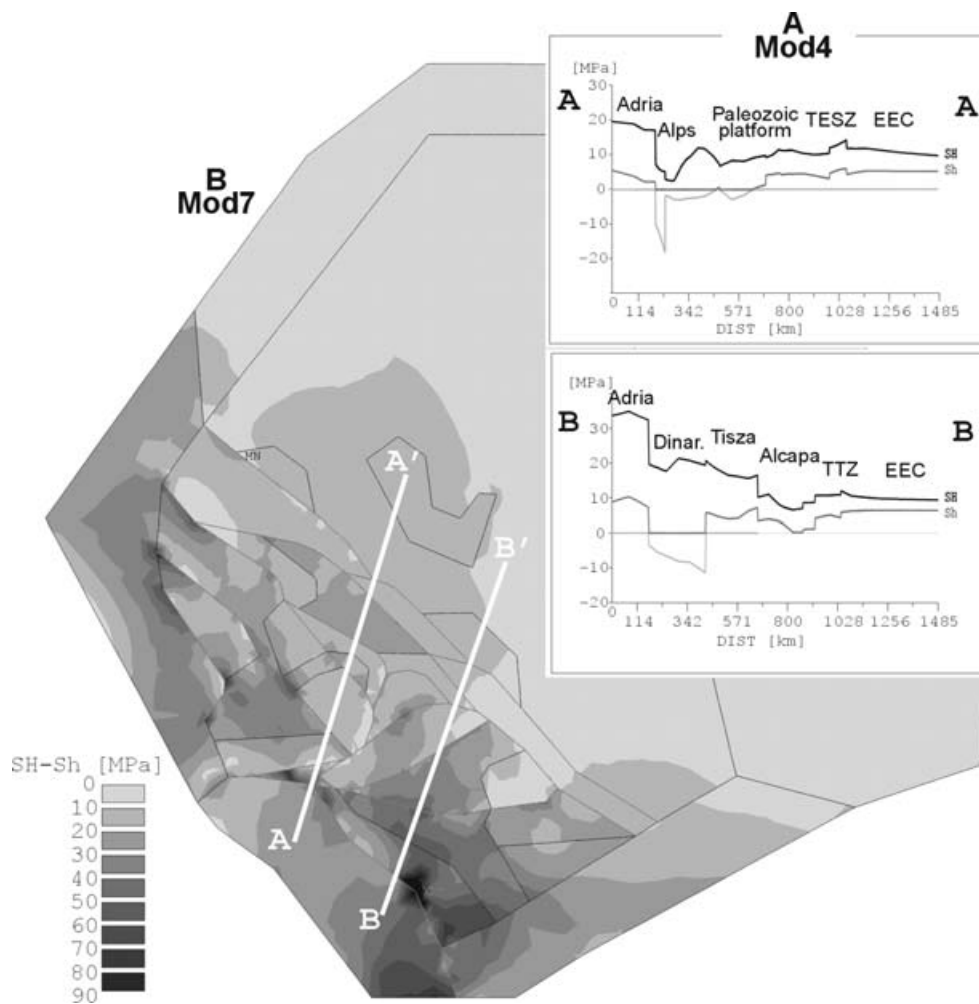 A
Mod4
[MPa]
30
20
10
0
-10
-20
A
A
Adria
Alps
Paleozoic
platform
TESZ
EEC
SH
Sh
0
114 342 571 800 1028 1256 1485
DIST [km]
B
Mod7
[MPa]
30
20
10
0
-10
-20
B
B
Adria
Dinar.
Tisza
Alcapa
TTZ
EEC
SH
Sh
0
114 342 571 800 1028 1256 1485
DIST [km]
MN
A'
B'
A
B
SH-Sh [MPa]
0
10
20
30
40
50
60
70
80
90